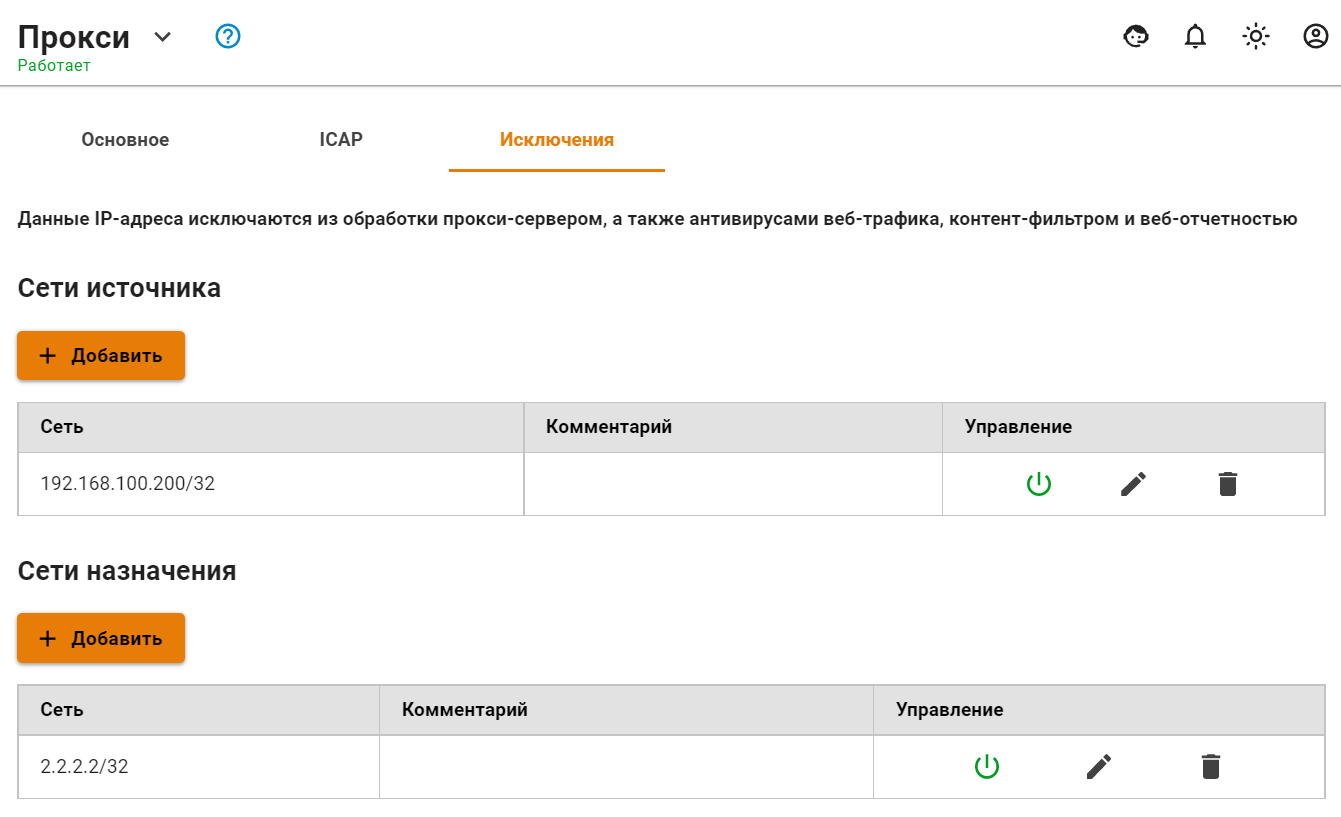 Прокси
Работает
Основное ICAP Исключения
Данные IP-адреса исключаются из обработки прокси-сервером, а также антивирусами веб-трафика, контент-фильтром и веб-отчетностью
Сети источника
+ Добавить
Сеть Комментарий Управление
192.168.100.200/32
Сети назначения
+ Добавить
Сеть Комментарий Управление
2.2.2.2/32